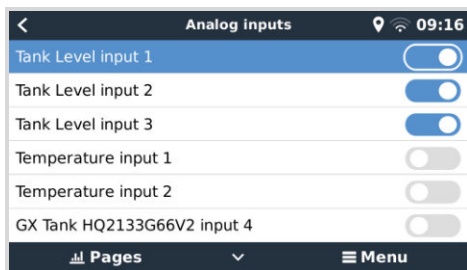 Analog inputs 09:16
Tank Level input 1
Tank Level input 2
Tank Level input 3
Temperature input 1
Temperature input 2
GX Tank HQ2133G66V2 input 4
Pages Menu